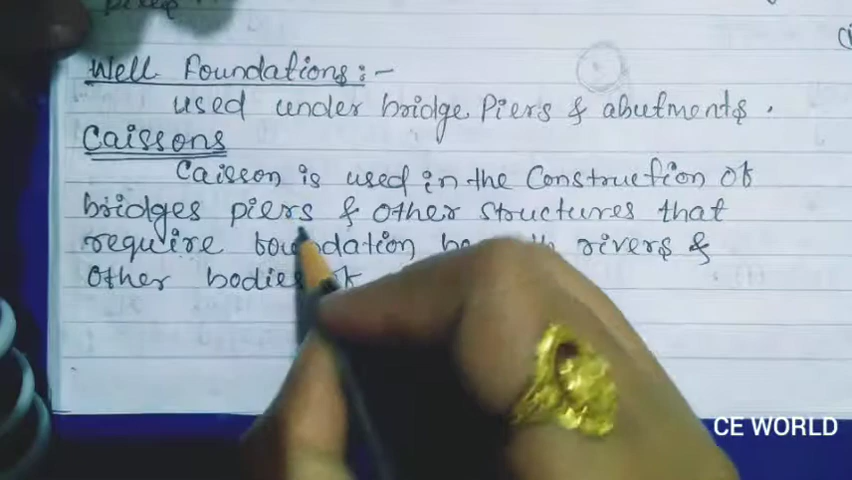 Well Foundations:-
used under bridge Piers & abutments.
Caissons
Caisson is used in the Construction of
bridges piers & other structures that
require foundation rivers &
other bodies of
CE WORLD